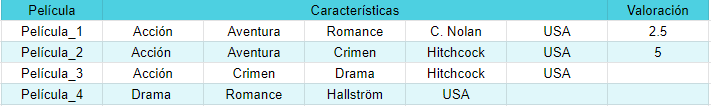 Película Características Valoración
Película_1 Acción Aventura Romance C. Nolan USA 2.5
Película_2 Acción Aventura Crimen Hitchcock USA 5
Película_3 Acción Crimen Drama Hitchcock USA
Película_4 Drama Romance Hallström USA